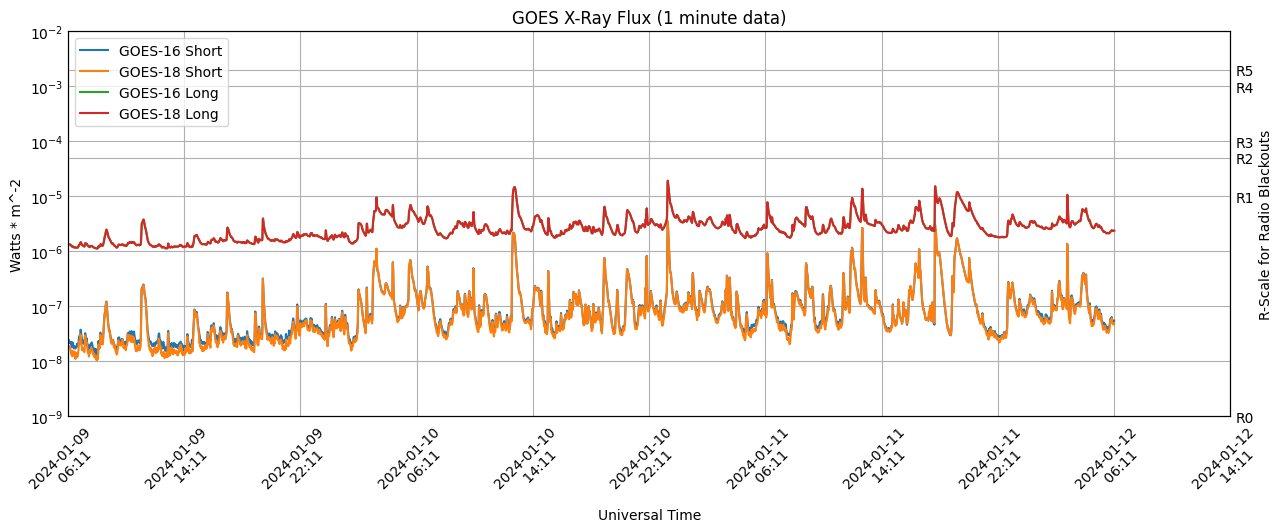 GOES X-Ray Flux (1 minute data)
GOES-16 Short
GOES-18 Short
GOES-16 Long
GOES-18 Long
10⁻²
10⁻³
10⁻⁴
10⁻⁵
10⁻⁶
10⁻⁷
10⁻⁸
10⁻⁹
Watts * m^-2
R5
R4
R3
R2
R1
R0
R-Scale for Radio Blackouts
2024-01-09
06:11
2024-01-09
14:11
2024-01-09
22:11
2024-01-10
06:11
2024-01-10
14:11
2024-01-10
22:11
2024-01-11
06:11
2024-01-11
14:11
2024-01-11
22:11
2024-01-12
06:11
2024-01-12
14:11
Universal Time